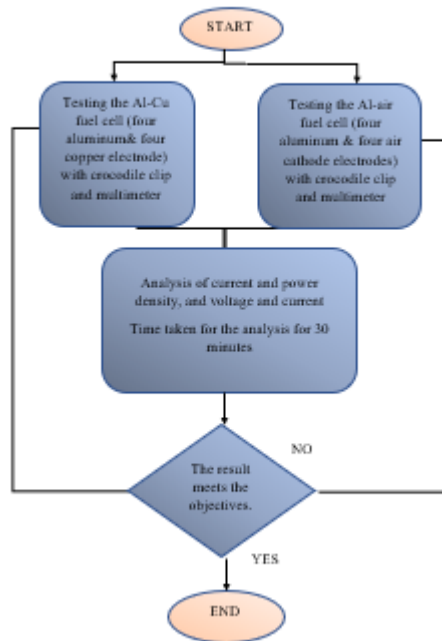 START
Testing the Al-Cu
fuel cell (four
aluminum& four
copper electrode)
with crocodile clip
and multimeter
Testing the Al-air
fuel cell (four
aluminum & four air
cathode electrodes)
with crocodile clip
and multimeter
Analysis of current and power
density, and voltage and current
Time taken for the analysis for 30
minutes
The result
meets the
objectives.
NO
YES
END